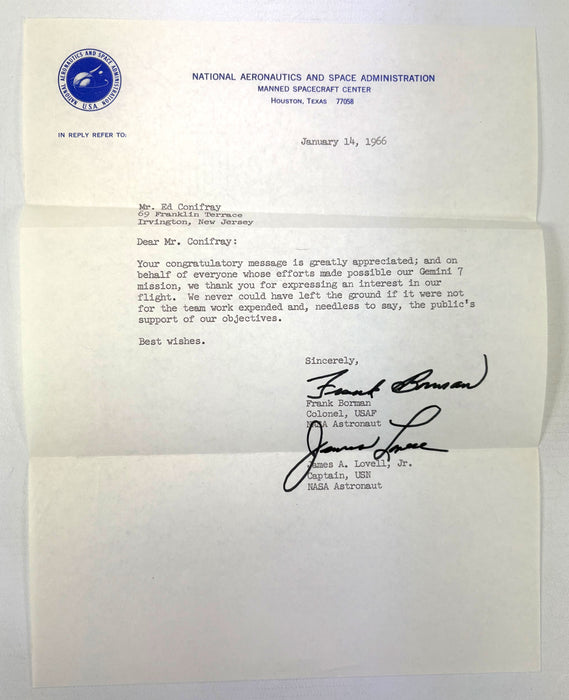 NATIONAL AERONAUTICS AND SPACE ADMINISTRATION
U.S.A.
NATIONAL AERONAUTICS AND SPACE ADMINISTRATION
MANNED SPACECRAFT CENTER
HOUSTON, TEXAS 77058
IN REPLY REFER TO:
January 14, 1966
Mr. Ed Conifray
69 Franklin Terrace
Irvington, New Jersey
Dear Mr. Conifray:
Your congratulatory message is greatly appreciated; and on
behalf of everyone whose efforts made possible our Gemini 7
mission, we thank you for expressing an interest in our
flight. We never could have left the ground if it were not
for the team work expended and, needless to say, the public's
support of our objectives.
Best wishes.
Sincerely,
Frank Borman
Frank Borman
Colonel, USAF
NASA Astronaut
James Lovell
James A. Lovell, Jr.
Captain, USN
NASA Astronaut